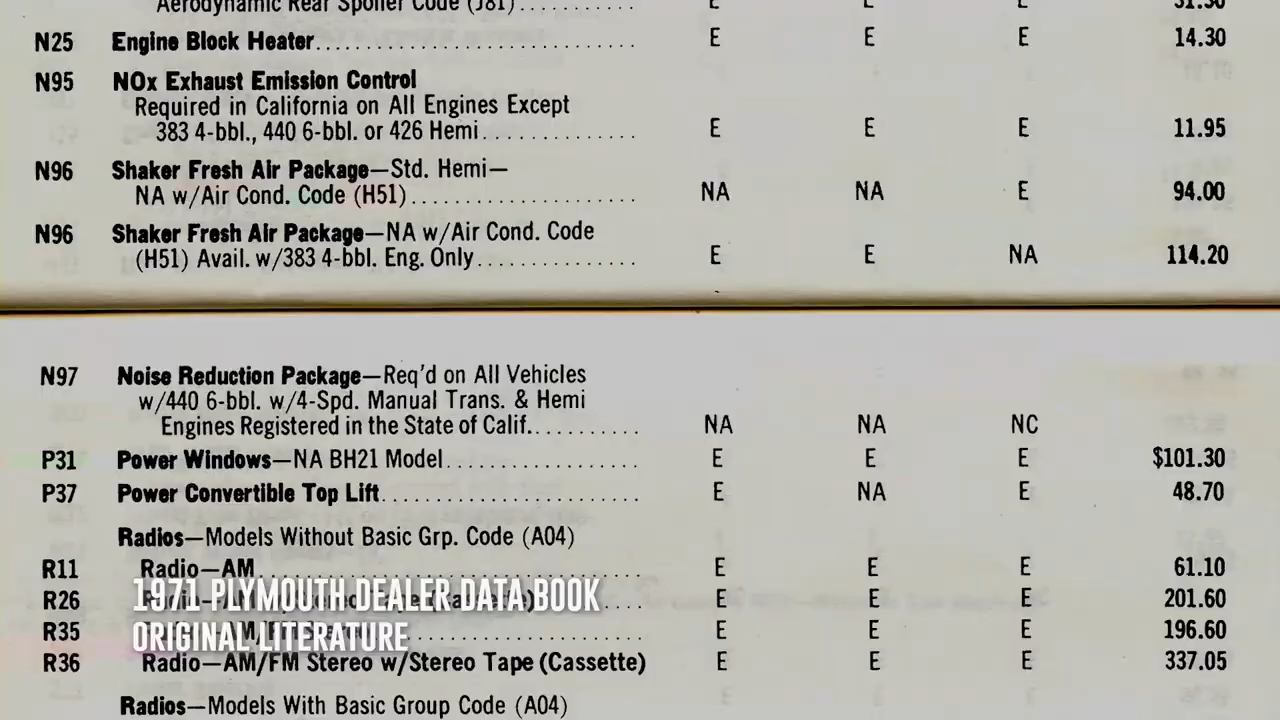 Aerodynamic Rear Spoiler Code (J81)........... E E E 31.30
N25 Engine Block Heater................................ E E E 14.30
N95 NOx Exhaust Emission Control
Required in California on All Engines Except
383 4-bbl., 440 6-bbl. or 426 Hemi................ E E E 11.95
N96 Shaker Fresh Air Package—Std. Hemi—
NA w/Air Cond. Code (H51)....................... NA NA E 94.00
N96 Shaker Fresh Air Package—NA w/Air Cond. Code
(H51) Avail. w/383 4-bbl. Eng. Only................ E E NA 114.20
N97 Noise Reduction Package—Req'd on All Vehicles
w/440 6-bbl. w/4-Spd. Manual Trans. & Hemi
Engines Registered in the State of Calif........... NA NA NC
P31 Power Windows—NA BH21 Model................... E E E $101.30
P37 Power Convertible Top Lift.......................... E NA E 48.70
Radios—Models Without Basic Grp. Code (A04)
R11 Radio—AM...................................... E E E 61.10
R26 E E E 201.60
R35 E E E 196.60
R36 Radio—AM/FM Stereo w/Stereo Tape (Cassette) E E E 337.05
Radios—Models With Basic Group Code (A04)
1971 PLYMOUTH DEALER DATA BOOK
ORIGINAL LITERATURE